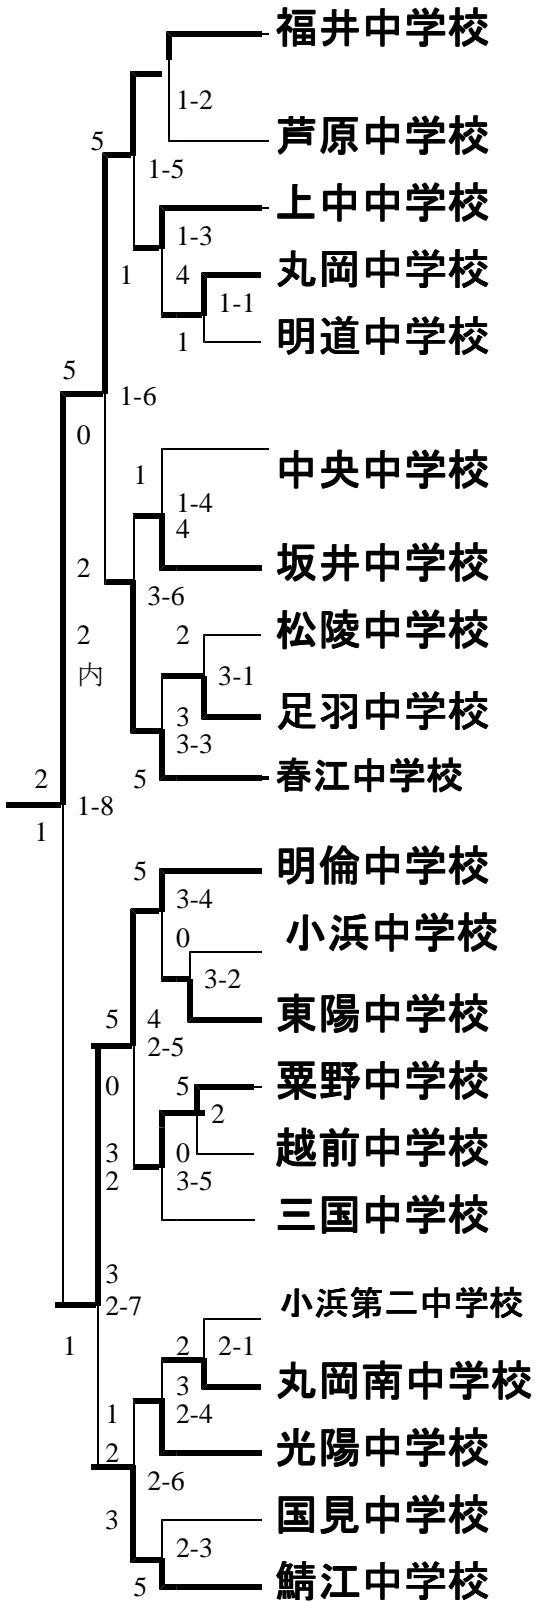 福井中学校
1-2
5
芦原中学校
1-5
上中中学校
1-3
1
4
丸岡中学校
1-1
1
明道中学校
5
1-6
0
1
中央中学校
1-4
4
2
坂井中学校
3-6
2
2
松陵中学校
内
3-1
3
足羽中学校
3-3
2
5
春江中学校
1-8
1
5
明倫中学校
3-4
0
小浜中学校
3-2
5
4
東陽中学校
2-5
0
5
粟野中学校
2
3
0
越前中学校
2
3-5
三国中学校
3
2-7
小浜第二中学校
1
2
2-1
3
丸岡南中学校
1
2-4
2
光陽中学校
2-6
3
国見中学校
2-3
5
鯖江中学校